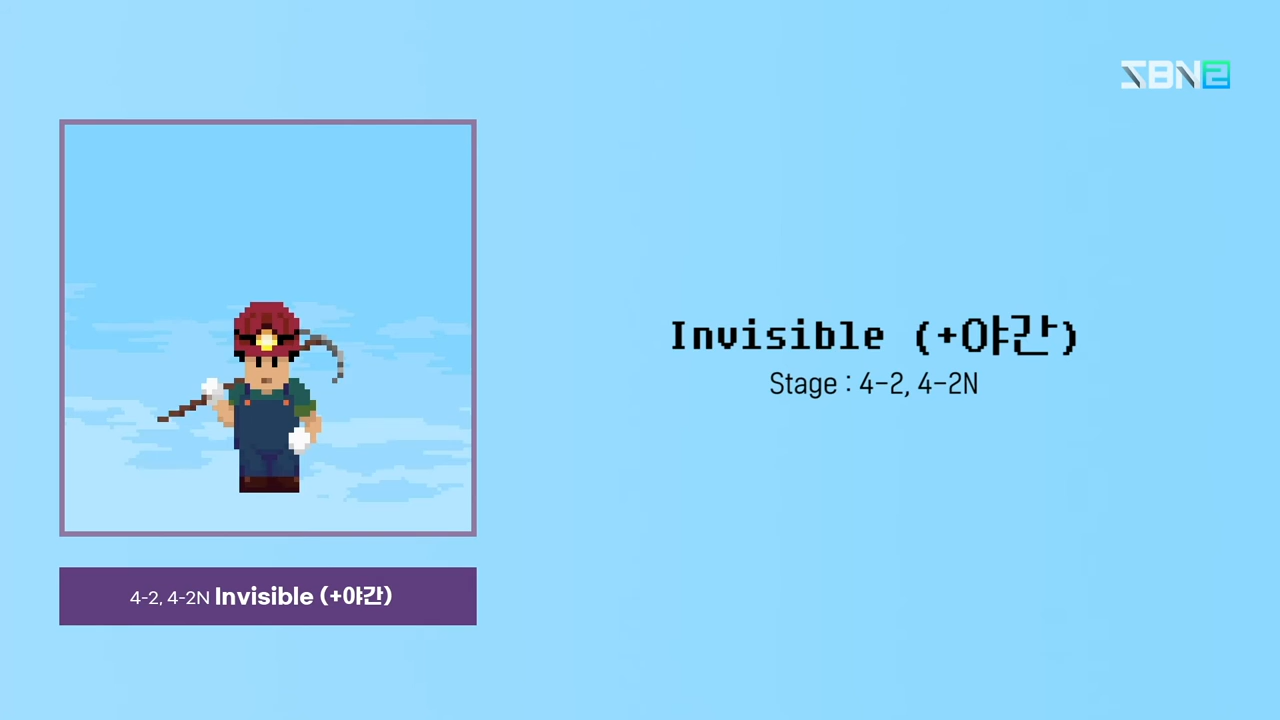 SBN2
Invisible (+야간)
Stage : 4-2, 4-2N
4-2, 4-2N Invisible (+야간)